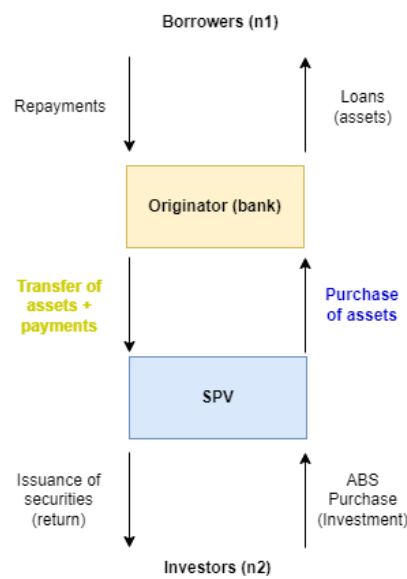 Borrowers (n1)
Repayments
Loans
(assets)
Originator (bank)
Transfer of
assets +
payments
Purchase
of assets
SPV
Issuance of
securities
(return)
ABS
Purchase
(Investment)
Investors (n2)